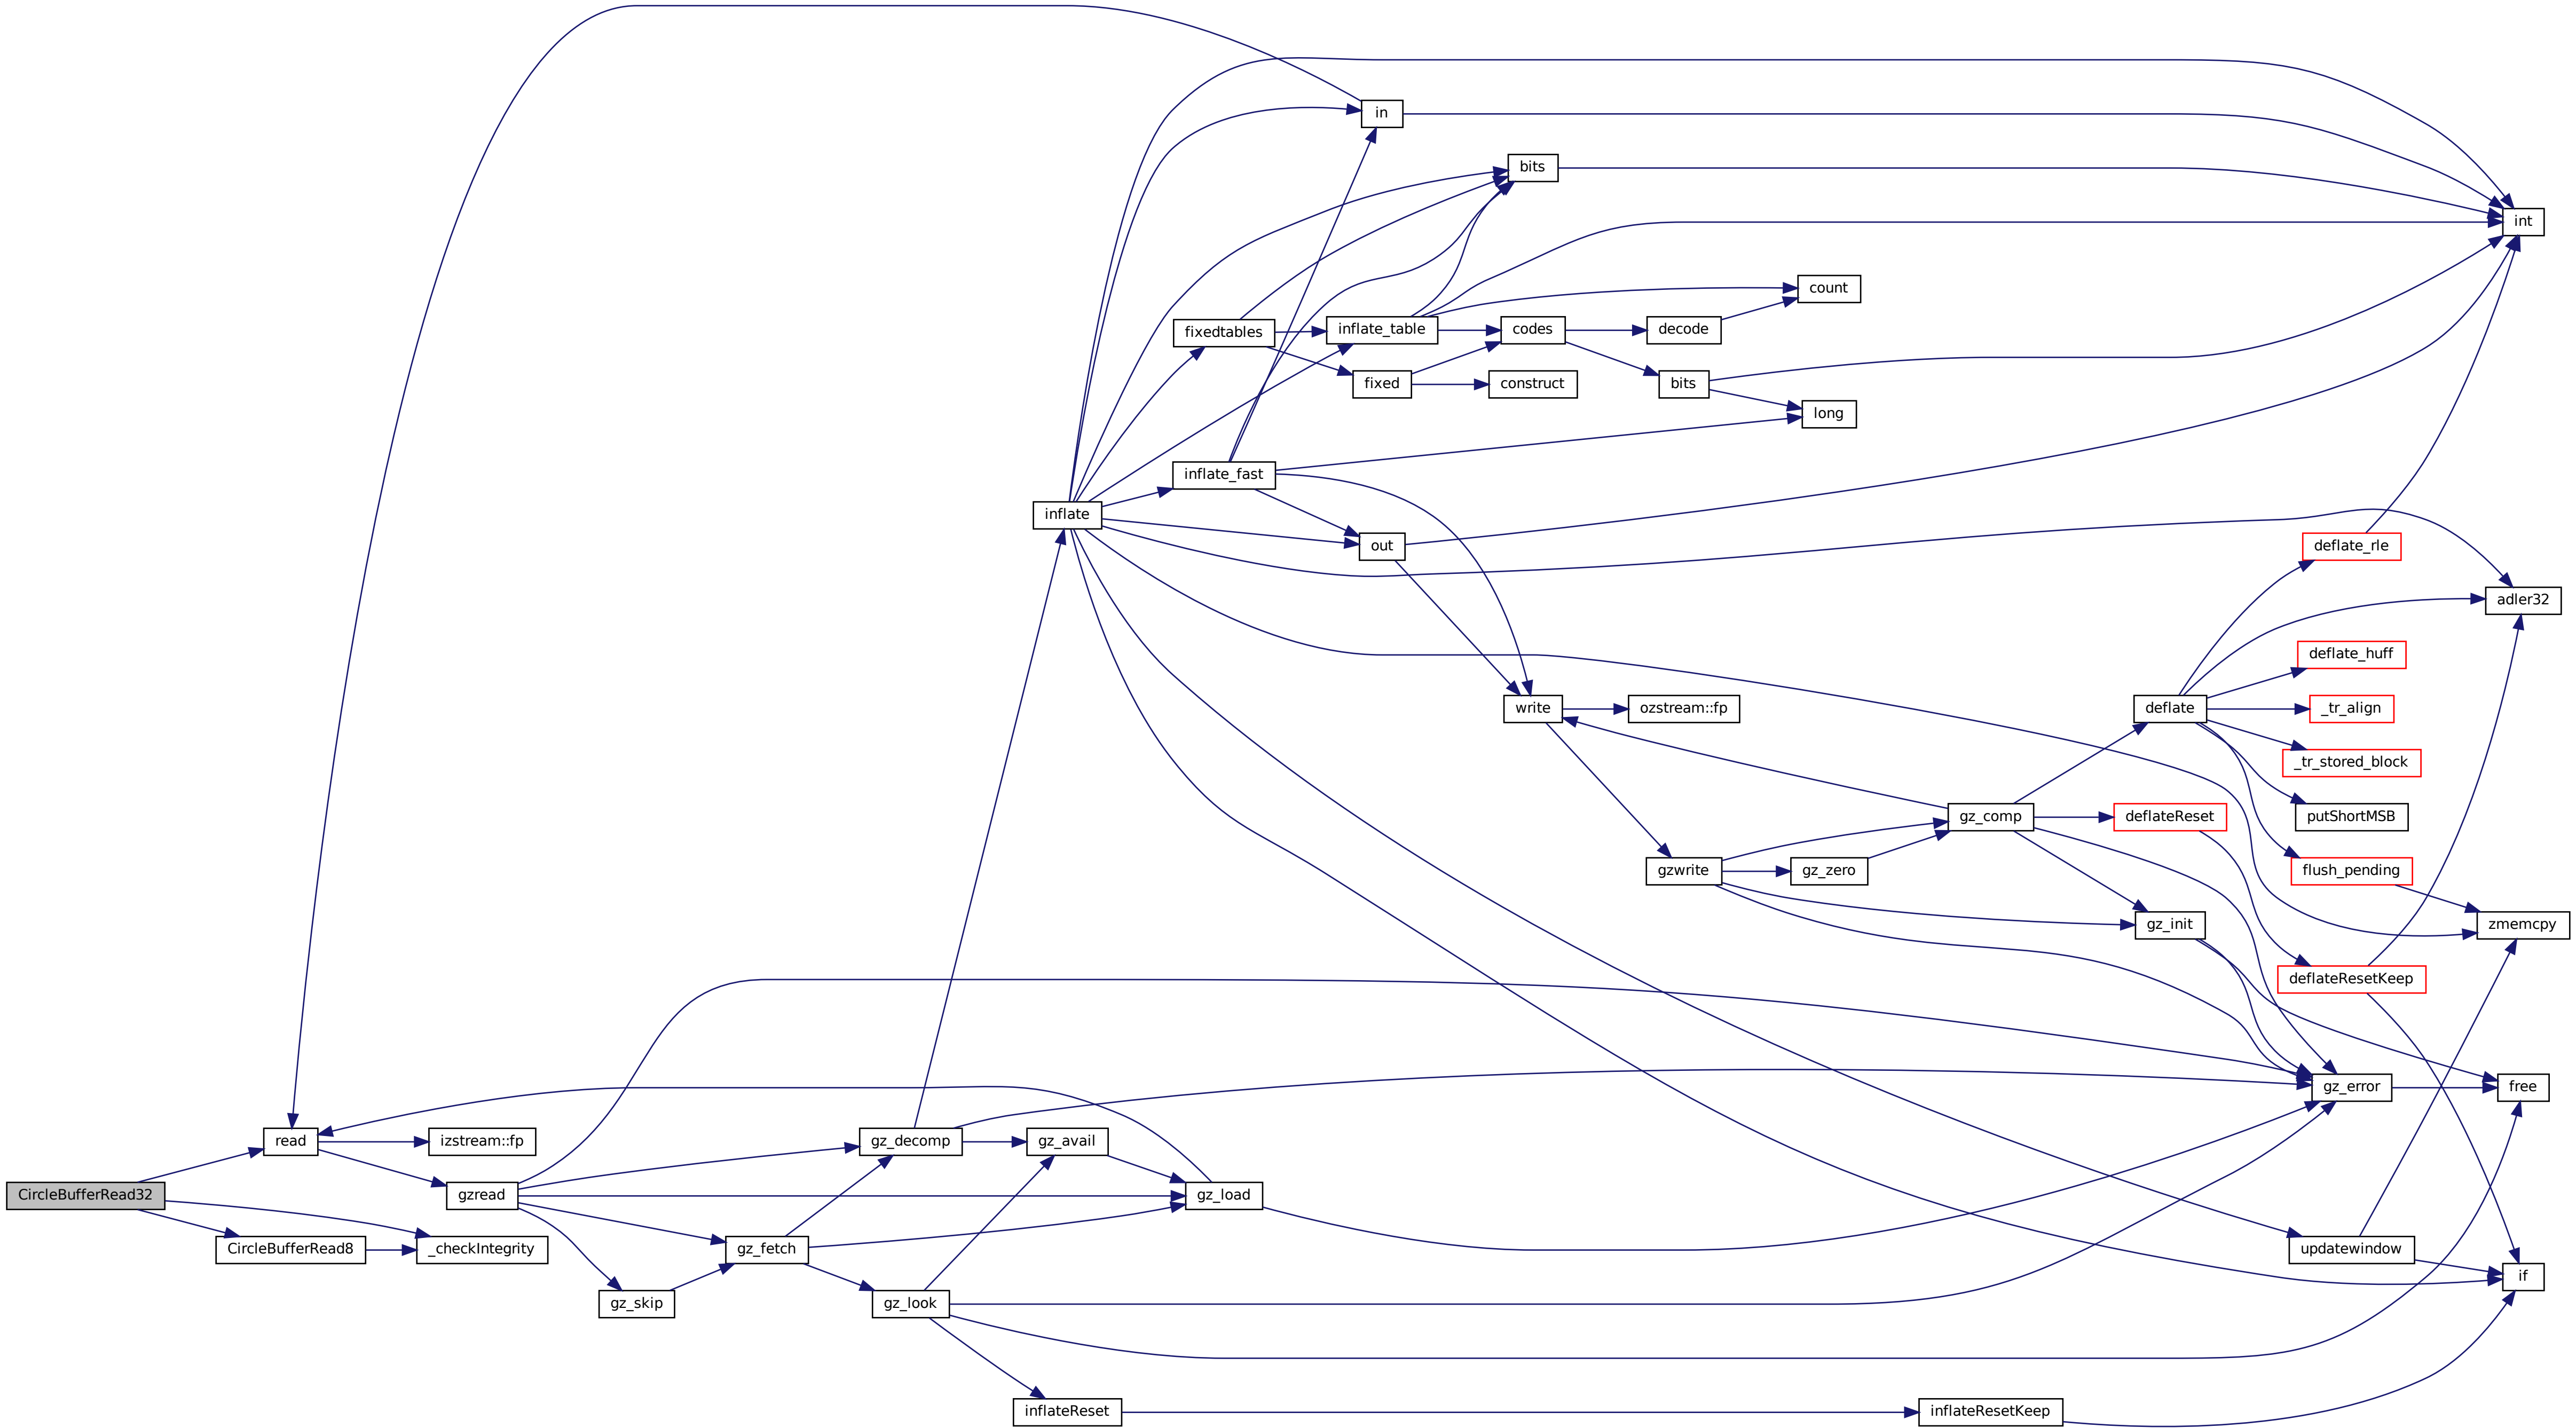 CircleBufferRead32
read
CircleBufferRead8
izstream::fp
gzread
_checkIntegrity
gz_skip
gz_decomp
gz_fetch
gz_look
inflate
gz_avail
gz_load
inflateReset
fixedtables
inflate_fast
in
inflate_table
fixed
out
bits
codes
construct
write
decode
bits
ozstream::fp
gzwrite
count
long
gz_zero
gz_comp
inflateResetKeep
deflate
deflateReset
gz_init
deflate_rle
deflate_huff
_tr_align
_tr_stored_block
putShortMSB
flush_pending
deflateResetKeep
gz_error
updatewindow
int
adler32
zmemcpy
free
if